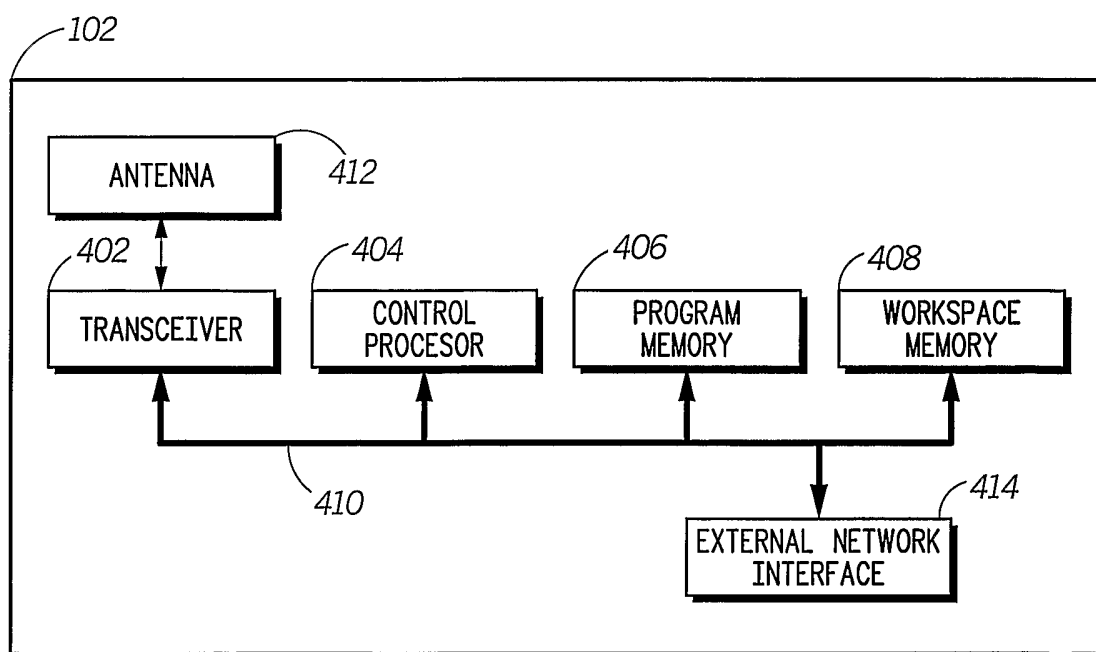 102
ANTENNA
412
402
404
406
408
TRANSCEIVER
CONTROL
PROCESOR
PROGRAM
MEMORY
WORKSPACE
MEMORY
410
414
EXTERNAL NETWORK
INTERFACE